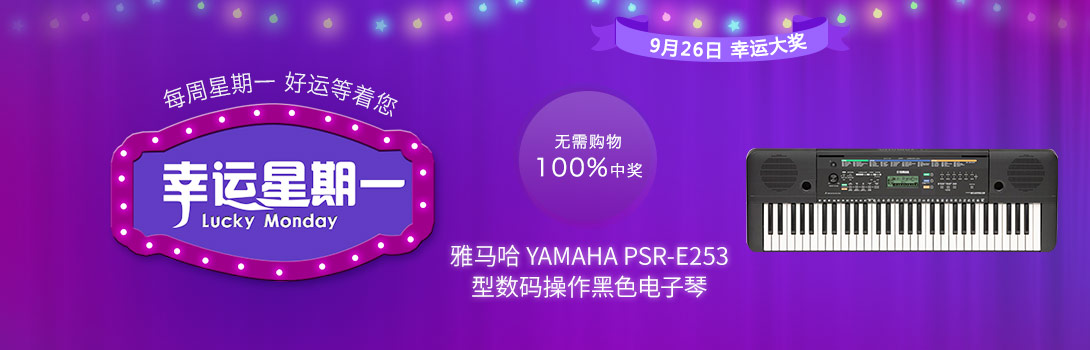 9月26日 幸运大奖
每周星期一 好运等着您
幸运星期一
Lucky Monday
无需购物
100%中奖
雅马哈 YAMAHA PSR-E253
型数码操作黑色电子琴
YAMAHA